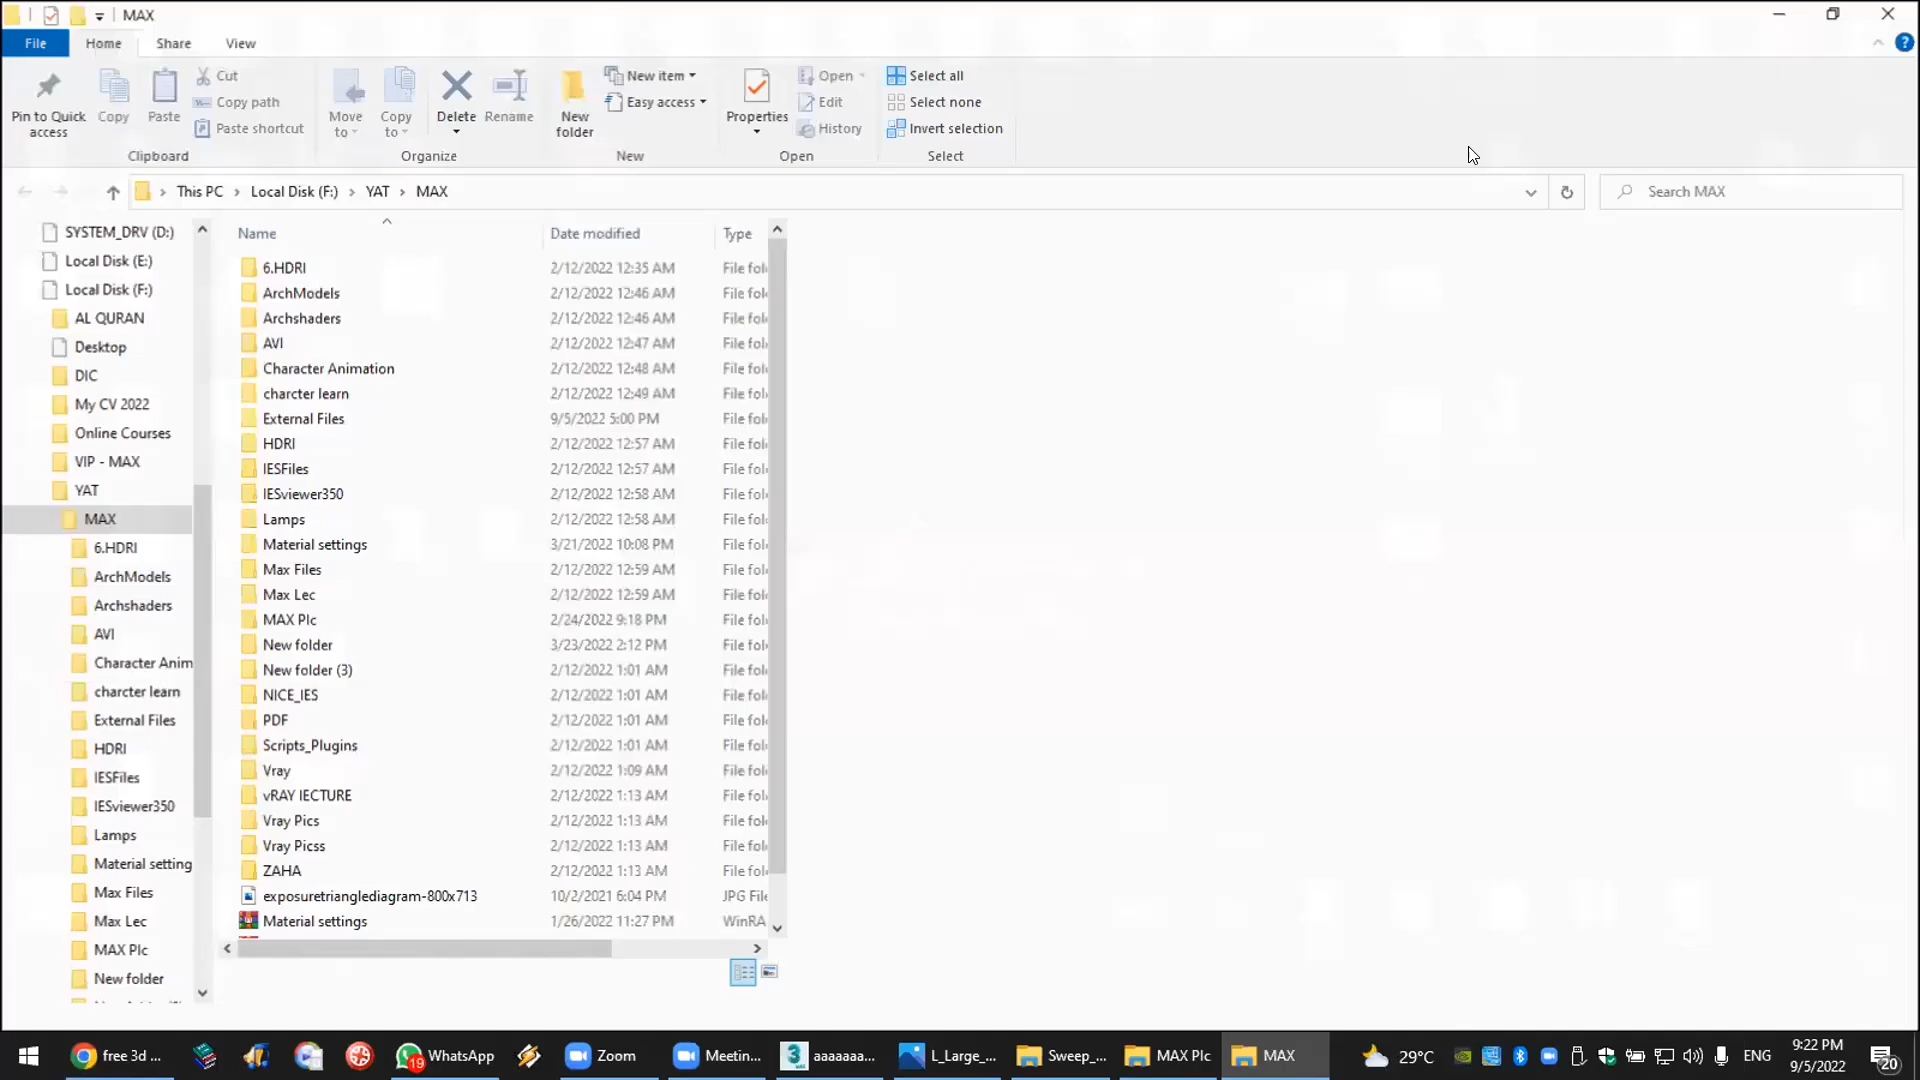 MAX
File Home Share View
Pin to Quick access
Copy
Paste
Cut
Copy path
Paste shortcut
Clipboard
Move to
Copy to
Delete
Rename
Organize
New folder
New item
Easy access
New
Properties
Open
Edit
History
Open
Select all
Select none
Invert selection
Select
This PC > Local Disk (F:) > YAT > MAX
Search MAX
SYSTEM_DRV (D:)
Local Disk (E:)
Local Disk (F:)
AL QURAN
Desktop
DIC
My CV 2022
Online Courses
VIP - MAX
YAT
MAX
6.HDRI
ArchModels
Archshaders
AVI
Character Anim
charcter learn
External Files
HDRI
IESFiles
IESviewer350
Lamps
Material setting
Max Files
Max Lec
MAX PIc
New folder
Name Date modified Type
6.HDRI 2/12/2022 12:35 AM File fol
ArchModels 2/12/2022 12:46 AM File fol
Archshaders 2/12/2022 12:46 AM File fol
AVI 2/12/2022 12:47 AM File fol
Character Animation 2/12/2022 12:48 AM File fol
charcter learn 2/12/2022 12:49 AM File fol
External Files 9/5/2022 5:00 PM File fol
HDRI 2/12/2022 12:57 AM File fol
IESFiles 2/12/2022 12:57 AM File fol
IESviewer350 2/12/2022 12:58 AM File fol
Lamps 2/12/2022 12:58 AM File fol
Material settings 3/21/2022 10:08 PM File fol
Max Files 2/12/2022 12:59 AM File fol
Max Lec 2/12/2022 12:59 AM File fol
MAX PIc 2/24/2022 9:18 PM File fol
New folder 3/23/2022 2:12 PM File fol
New folder (3) 2/12/2022 1:01 AM File fol
NICE_IES 2/12/2022 1:01 AM File fol
PDF 2/12/2022 1:01 AM File fol
Scripts_Plugins 2/12/2022 1:01 AM File fol
Vray 2/12/2022 1:09 AM File fol
vRAY lECTURE 2/12/2022 1:13 AM File fol
Vray Pics 2/12/2022 1:13 AM File fol
Vray Picss 2/12/2022 1:13 AM File fol
ZAHA 2/12/2022 1:13 AM File fol
exposuretrianglediagram-800x713 10/2/2021 6:04 PM JPG File
Material settings 1/26/2022 11:27 PM WinRA
free 3d ... 19 WhatsApp Zoom Meetin... 3 aaaaaaa... L_Large_... Sweep_... MAX PIc MAX 29°C ENG 9:22 PM 20
9/5/2022